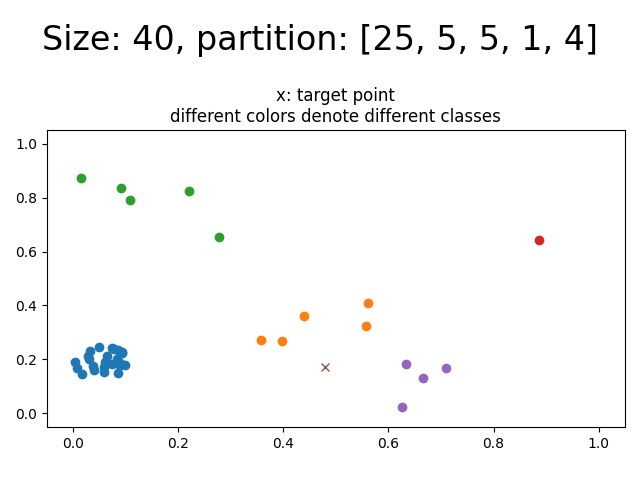 Size: 40, partition: [25, 5, 5, 1, 4]
x: target point
different colors denote different classes
1.0
0.8
0.6
0.4
0.2
0.0
0.0 0.2 0.4 0.6 0.8 1.0